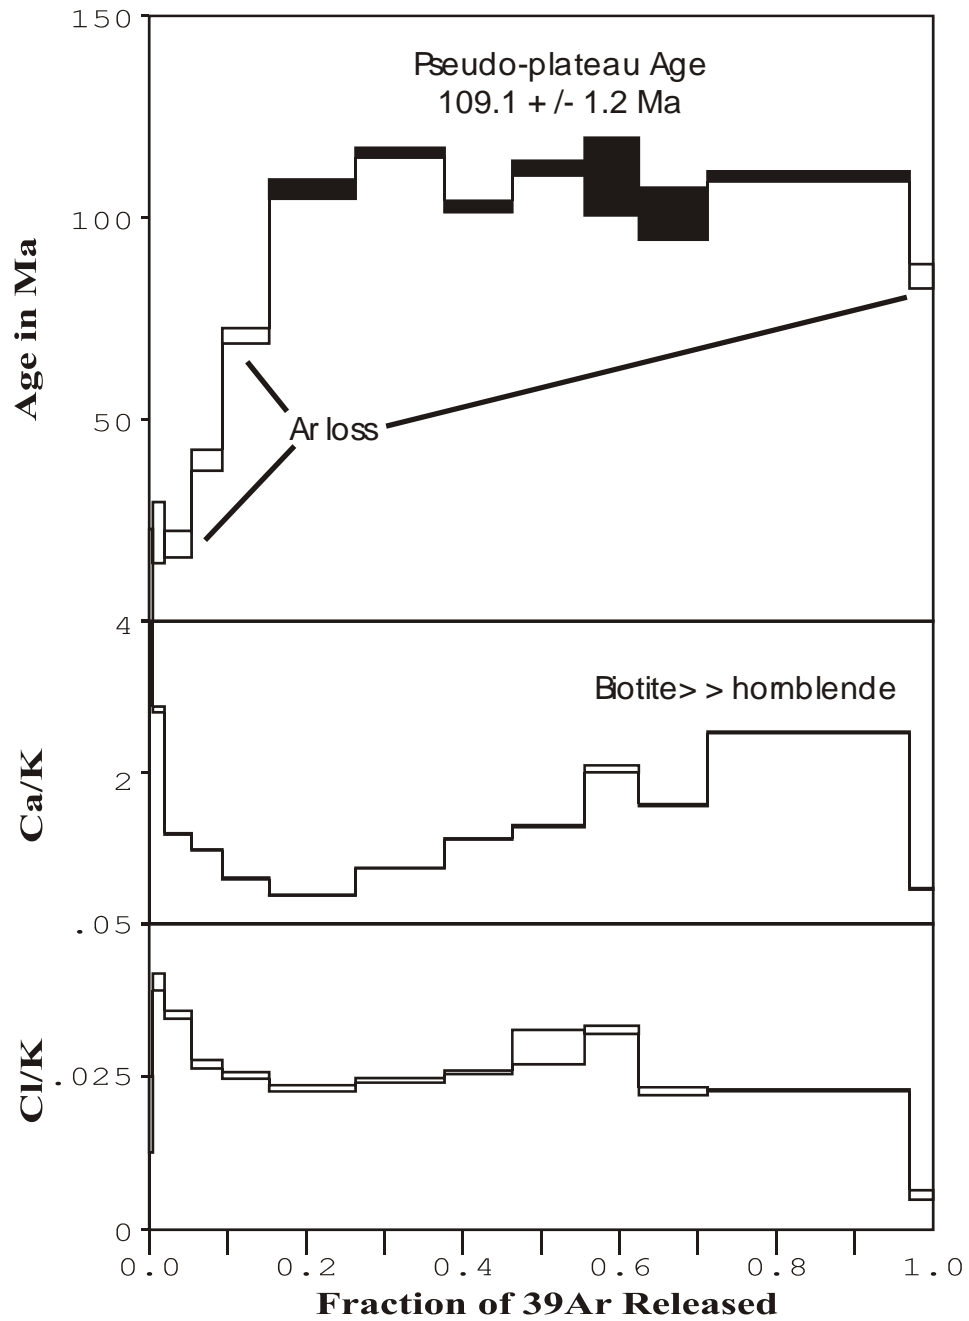 150
Pseudo-plateau Age
109.1 +/- 1.2 Ma
100
Age in Ma
50
Ar loss
4
Biotite>> hornblende
2
Ca/K
.05
.025
Cl/K
0
0.0 0.2 0.4 0.6 0.8 1.0
Fraction of 39Ar Released